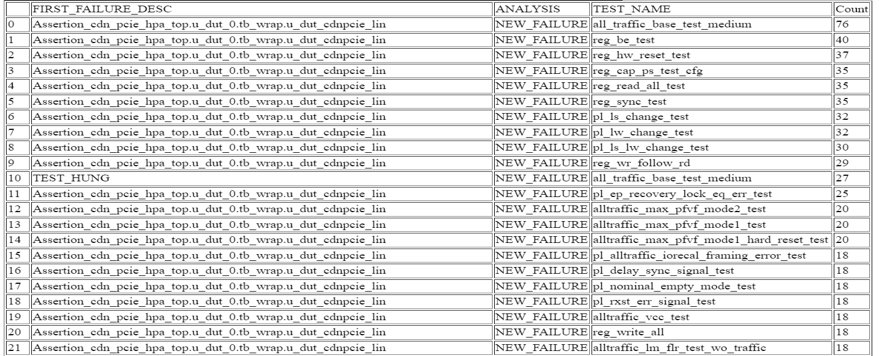 FIRST_FAILURE_DESC ANALYSIS TEST_NAME Count
0 Assertion_cdn_pcie_hpa_top.u_dut_0.tb_wrap.u_dut_cdnpcie_lin NEW_FAILURE all_traffic_base_test_medium 76
1 Assertion_cdn_pcie_hpa_top.u_dut_0.tb_wrap.u_dut_cdnpcie_lin NEW_FAILURE reg_be_test 40
2 Assertion_cdn_pcie_hpa_top.u_dut_0.tb_wrap.u_dut_cdnpcie_lin NEW_FAILURE reg_hw_reset_test 37
3 Assertion_cdn_pcie_hpa_top.u_dut_0.tb_wrap.u_dut_cdnpcie_lin NEW_FAILURE reg_cap_ps_test_cfg 35
4 Assertion_cdn_pcie_hpa_top.u_dut_0.tb_wrap.u_dut_cdnpcie_lin NEW_FAILURE reg_read_all_test 35
5 Assertion_cdn_pcie_hpa_top.u_dut_0.tb_wrap.u_dut_cdnpcie_lin NEW_FAILURE reg_sync_test 35
6 Assertion_cdn_pcie_hpa_top.u_dut_0.tb_wrap.u_dut_cdnpcie_lin NEW_FAILURE pl_ls_change_test 32
7 Assertion_cdn_pcie_hpa_top.u_dut_0.tb_wrap.u_dut_cdnpcie_lin NEW_FAILURE pl_lw_change_test 32
8 Assertion_cdn_pcie_hpa_top.u_dut_0.tb_wrap.u_dut_cdnpcie_lin NEW_FAILURE pl_ls_lw_change_test 30
9 Assertion_cdn_pcie_hpa_top.u_dut_0.tb_wrap.u_dut_cdnpcie_lin NEW_FAILURE reg_wr_follow_rd 29
10 TEST_HUNG NEW_FAILURE all_traffic_base_test_medium 27
11 Assertion_cdn_pcie_hpa_top.u_dut_0.tb_wrap.u_dut_cdnpcie_lin NEW_FAILURE pl_ep_recovery_lock_eq_err_test 25
12 Assertion_cdn_pcie_hpa_top.u_dut_0.tb_wrap.u_dut_cdnpcie_lin NEW_FAILURE alltraffic_max_pfvf_mode2_test 20
13 Assertion_cdn_pcie_hpa_top.u_dut_0.tb_wrap.u_dut_cdnpcie_lin NEW_FAILURE alltraffic_max_pfvf_mode1_test 20
14 Assertion_cdn_pcie_hpa_top.u_dut_0.tb_wrap.u_dut_cdnpcie_lin NEW_FAILURE alltraffic_max_pfvf_mode1_hard_reset_test 20
15 Assertion_cdn_pcie_hpa_top.u_dut_0.tb_wrap.u_dut_cdnpcie_lin NEW_FAILURE pl_alltraffic_iorecal_framing_error_test 18
16 Assertion_cdn_pcie_hpa_top.u_dut_0.tb_wrap.u_dut_cdnpcie_lin NEW_FAILURE pl_delay_sync_signal_test 18
17 Assertion_cdn_pcie_hpa_top.u_dut_0.tb_wrap.u_dut_cdnpcie_lin NEW_FAILURE pl_nominal_empty_mode_test 18
18 Assertion_cdn_pcie_hpa_top.u_dut_0.tb_wrap.u_dut_cdnpcie_lin NEW_FAILURE pl_rxst_err_signal_test 18
19 Assertion_cdn_pcie_hpa_top.u_dut_0.tb_wrap.u_dut_cdnpcie_lin NEW_FAILURE alltraffic_vcc_test 18
20 Assertion_cdn_pcie_hpa_top.u_dut_0.tb_wrap.u_dut_cdnpcie_lin NEW_FAILURE reg_write_all 18
21 Assertion_cdn_pcie_hpa_top.u_dut_0.tb_wrap.u_dut_cdnpcie_lin NEW_FAILURE alltraffic_lm_flr_test_wo_traffic 18